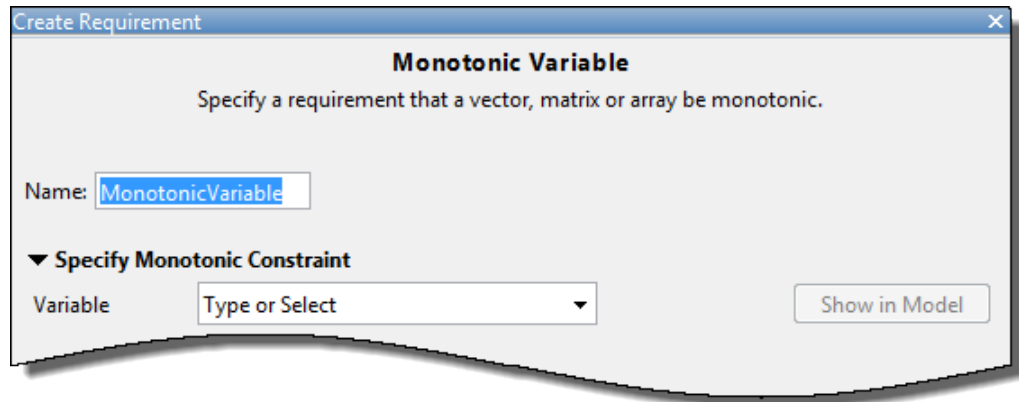 Create Requirement
Monotonic Variable
Specify a requirement that a vector, matrix or array be monotonic.
Name: MonotonicVariable
Specify Monotonic Constraint
Variable Type or Select Show in Model